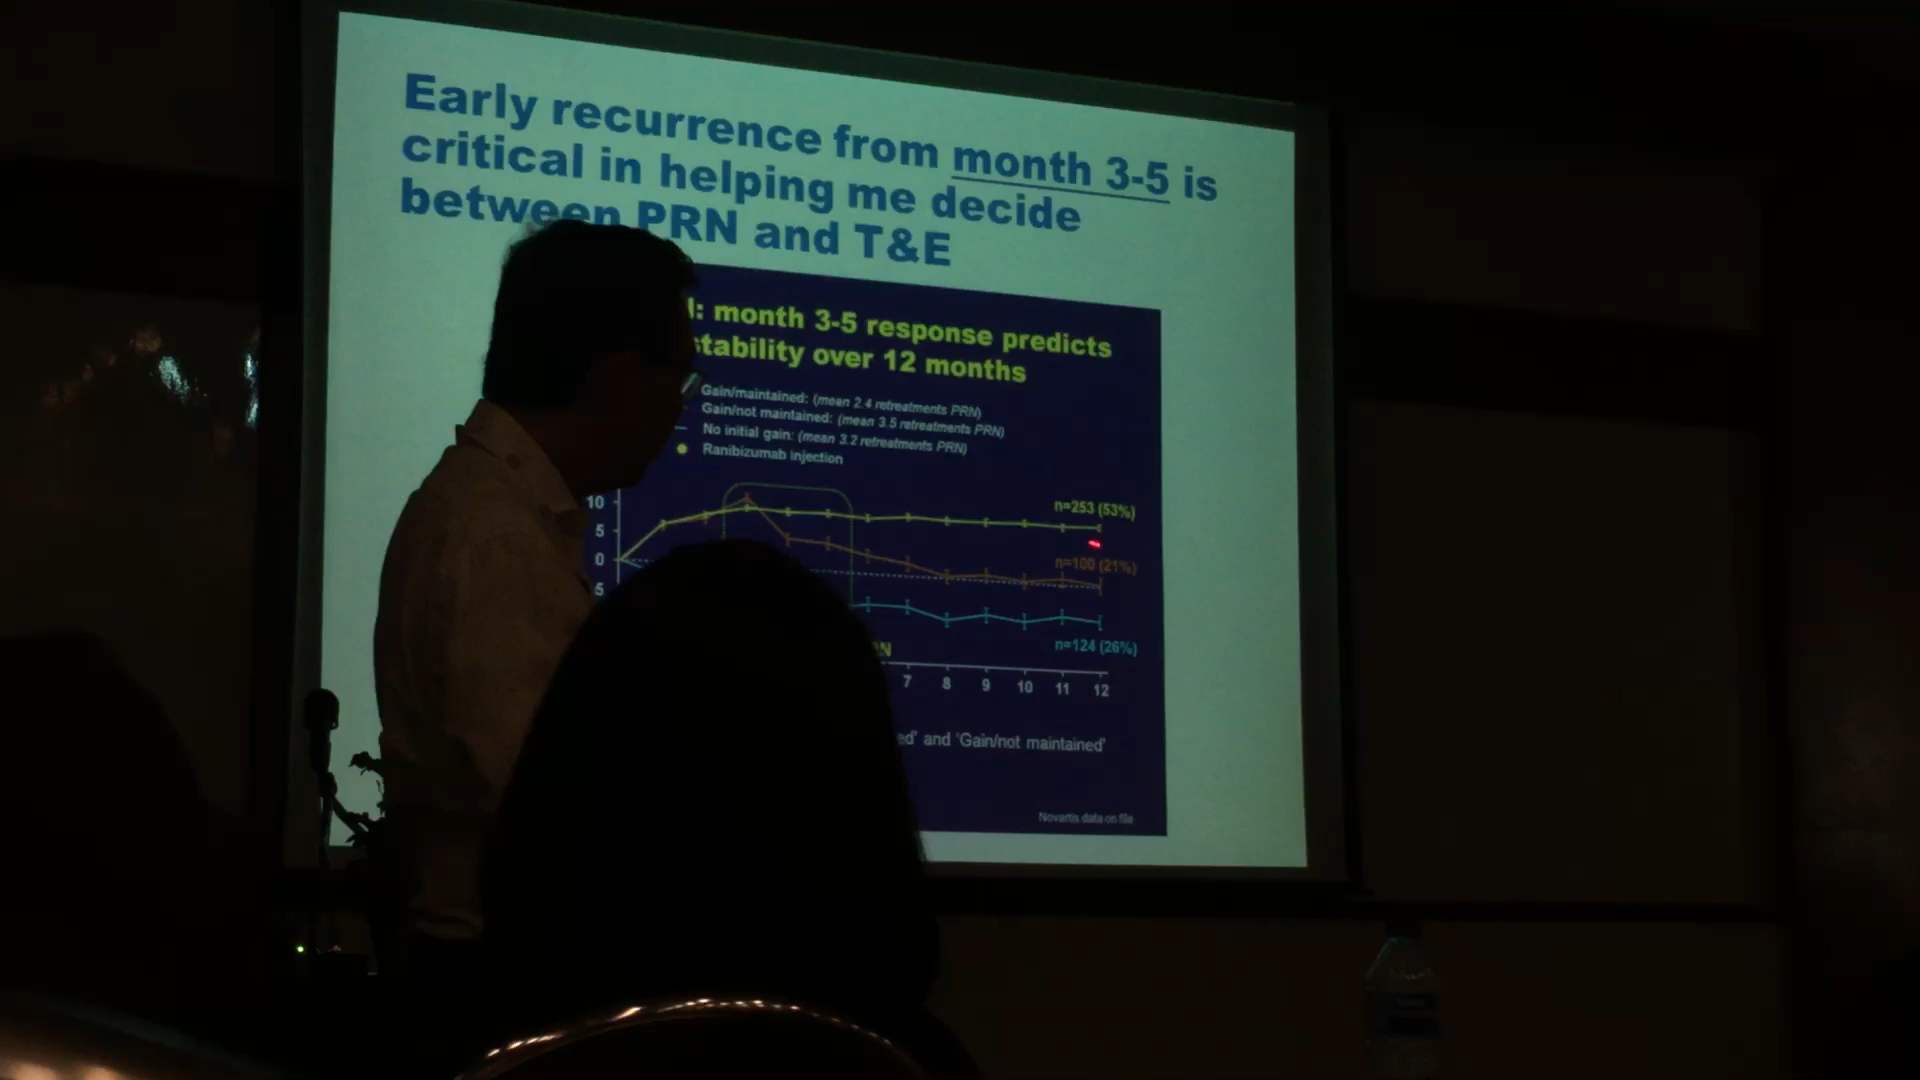 Early recurrence from month 3-5 is
critical in helping me decide
between PRN and T&E
: month 3-5 response predicts
stability over 12 months
Gain/maintained: (mean 2.4 retreatments PRN)
Gain/not maintained: (mean 3.5 retreatments PRN)
No initial gain: (mean 3.2 retreatments PRN)
Ranibizumab injection
10
5
0
5
n=253 (53%)
n=100 (21%)
n=124 (26%)
7 8 9 10 11 12
and 'Gain/not maintained'
Novartis data on file